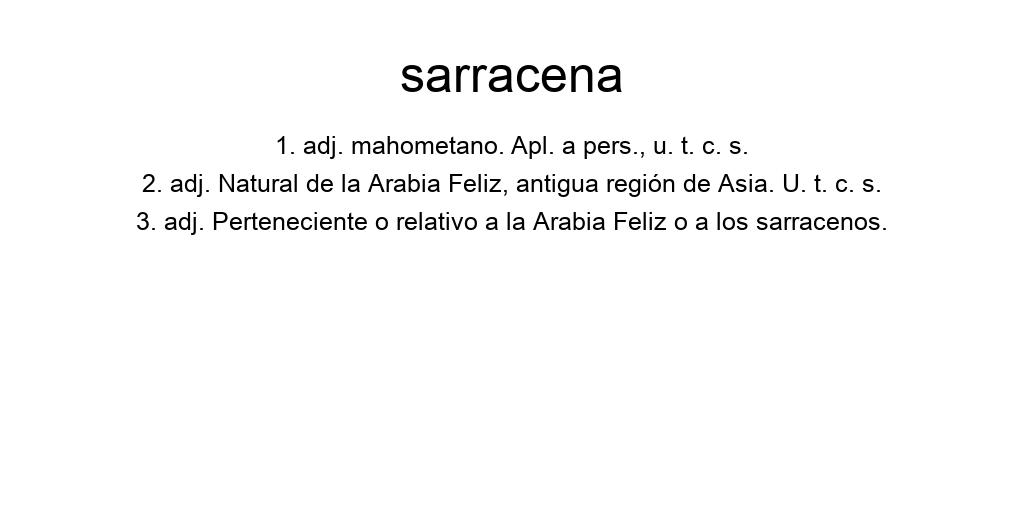 sarracena
1. adj. mahometano. Apl. a pers., u. t. c. s.
2. adj. Natural de la Arabia Feliz, antigua región de Asia. U. t. c. s.
3. adj. Perteneciente o relativo a la Arabia Feliz o a los sarracenos.